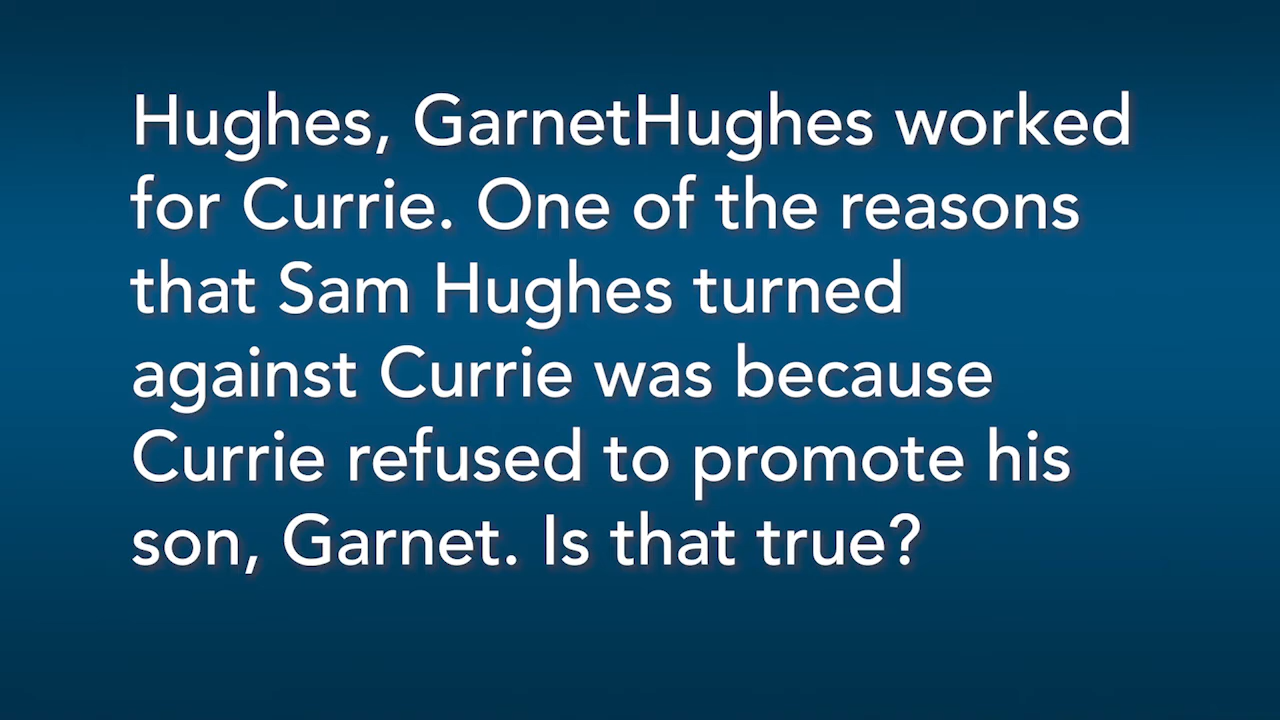 Hughes, GarnetHughes worked
for Currie. One of the reasons
that Sam Hughes turned
against Currie was because
Currie refused to promote his
son, Garnet. Is that true?